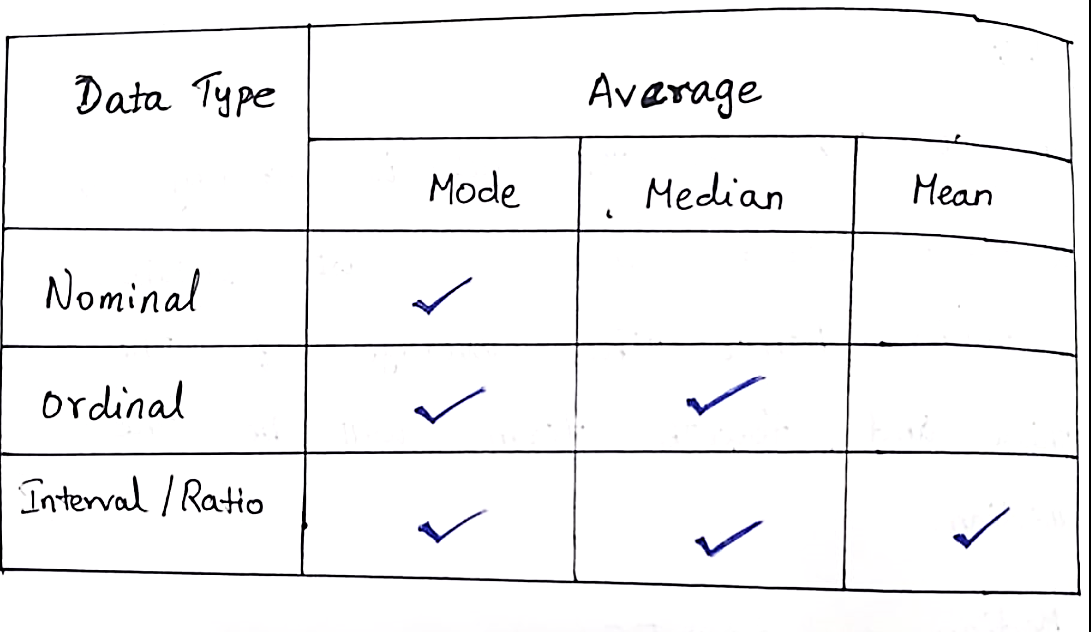 Data Type Average
Mode Median Mean
Nominal ✓
Ordinal ✓ ✓
Interval / Ratio ✓ ✓ ✓